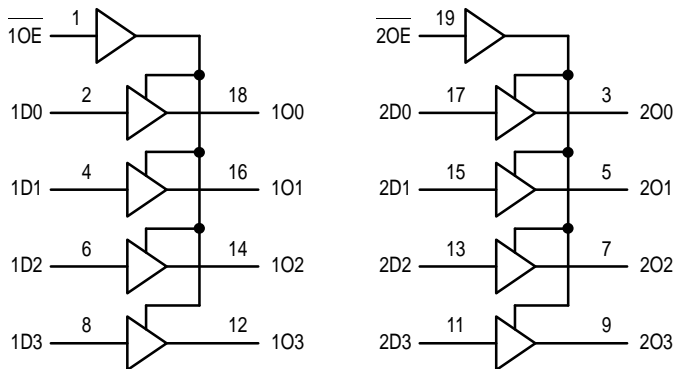 1OE 1 2OE 19
1D0 2 18 1O0 2D0 17 3 2O0
1D1 4 16 1O1 2D1 15 5 2O1
1D2 6 14 1O2 2D2 13 7 2O2
1D3 8 12 1O3 2D3 11 9 2O3